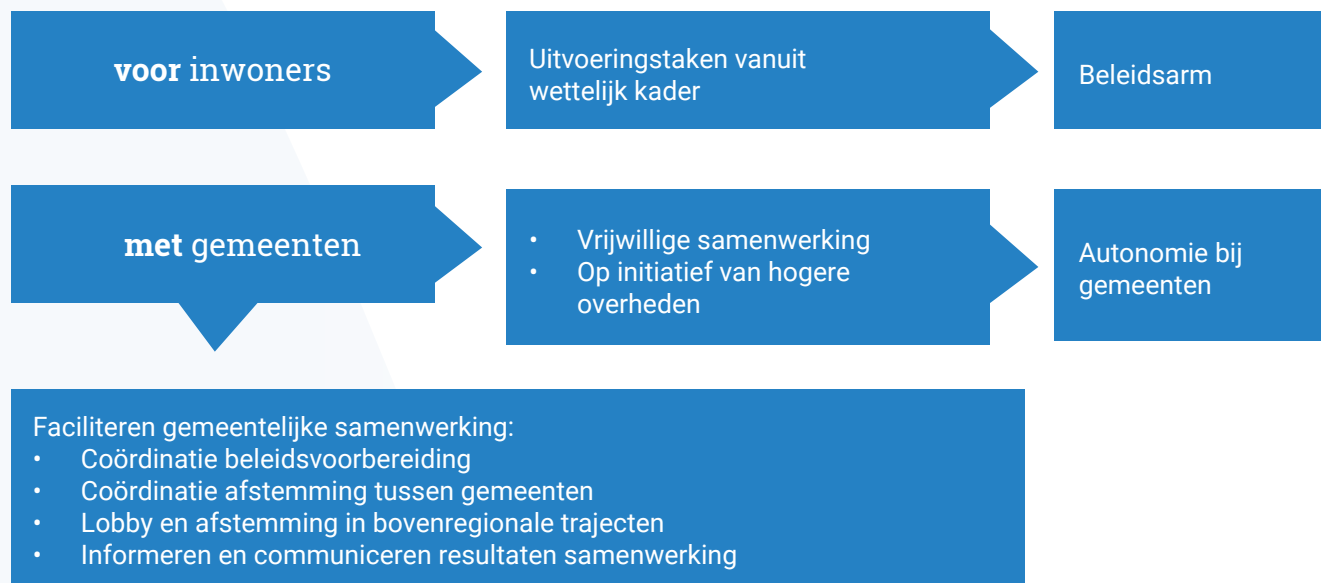 voor inwoners
Uitvoeringstaken vanuit
wettelijk kader
Beleidsarm
met gemeenten
• Vrijwillige samenwerking
• Op initiatief van hogere
overheden
Autonomie bij
gemeenten
Faciliteren gemeentelijke samenwerking:
• Coördinatie beleidsvoorbereiding
• Coördinatie afstemming tussen gemeenten
• Lobby en afstemming in bovenregionale trajecten
• Informeren en communiceren resultaten samenwerking